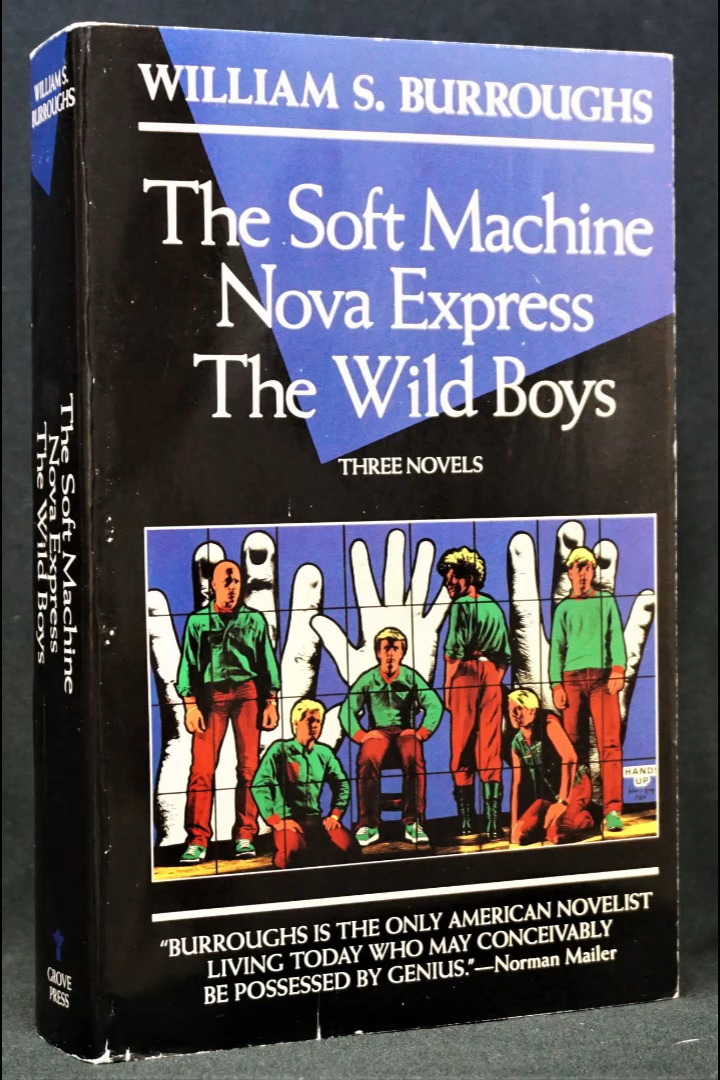 WILLIAM S.
BURROUGHS
The Soft Machine
Nova Express
The Wild Boys
GROVE
PRESS
WILLIAM S. BURROUGHS
The Soft Machine
Nova Express
The Wild Boys
THREE NOVELS
HANDS
UP
“BURROUGHS IS THE ONLY AMERICAN NOVELIST
LIVING TODAY WHO MAY CONCEIVABLY
BE POSSESSED BY GENIUS.”—Norman Mailer